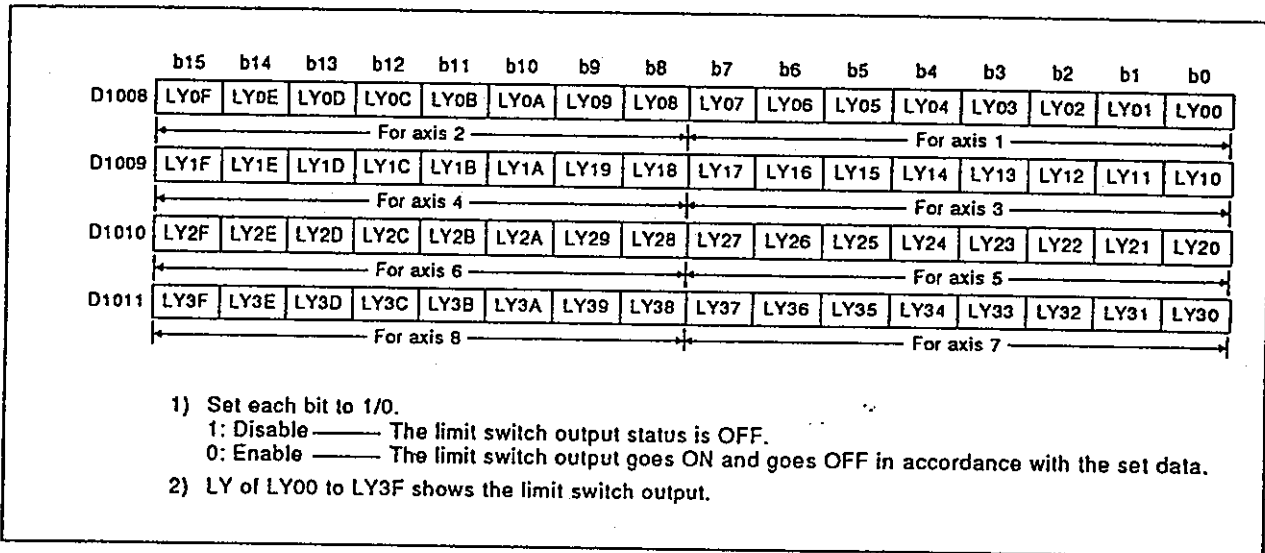 b15 b14 b13 b12 b11 b10 b9 b8 b7 b6 b5 b4 b3 b2 b1 b0
D1008 LY0F LY0E LY0D LY0C LY0B LY0A LY09 LY08 LY07 LY06 LY05 LY04 LY03 LY02 LY01 LY00
For axis 2 For axis 1
D1009 LY1F LY1E LY1D LY1C LY1B LY1A LY19 LY18 LY17 LY16 LY15 LY14 LY13 LY12 LY11 LY10
For axis 4 For axis 3
D1010 LY2F LY2E LY2D LY2C LY2B LY2A LY29 LY28 LY27 LY26 LY25 LY24 LY23 LY22 LY21 LY20
For axis 6 For axis 5
D1011 LY3F LY3E LY3D LY3C LY3B LY3A LY39 LY38 LY37 LY36 LY35 LY34 LY33 LY32 LY31 LY30
For axis 8 For axis 7
1) Set each bit to 1/0.
1: Disable —— The limit switch output status is OFF.
0: Enable —— The limit switch output goes ON and goes OFF in accordance with the set data.
2) LY of LY00 to LY3F shows the limit switch output.